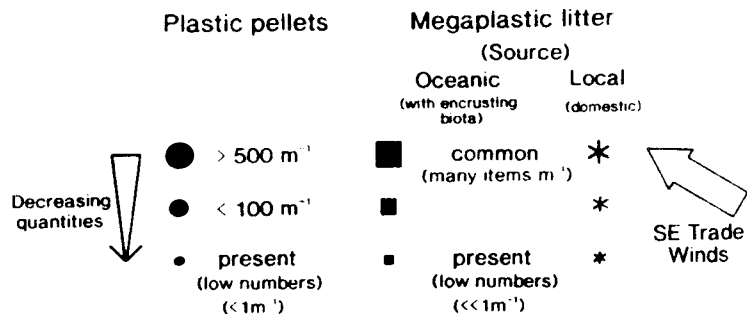 Plastic pellets
Megaplastic litter
(Source)
Oceanic
(with encrusting
biota)
Local
(domestic)
> 500 m⁻¹
common
(many items m⁻¹)
Decreasing
quantities
< 100 m⁻¹
SE Trade
Winds
present
(low numbers)
(<1m⁻¹)
present
(low numbers)
(<<1m⁻¹)